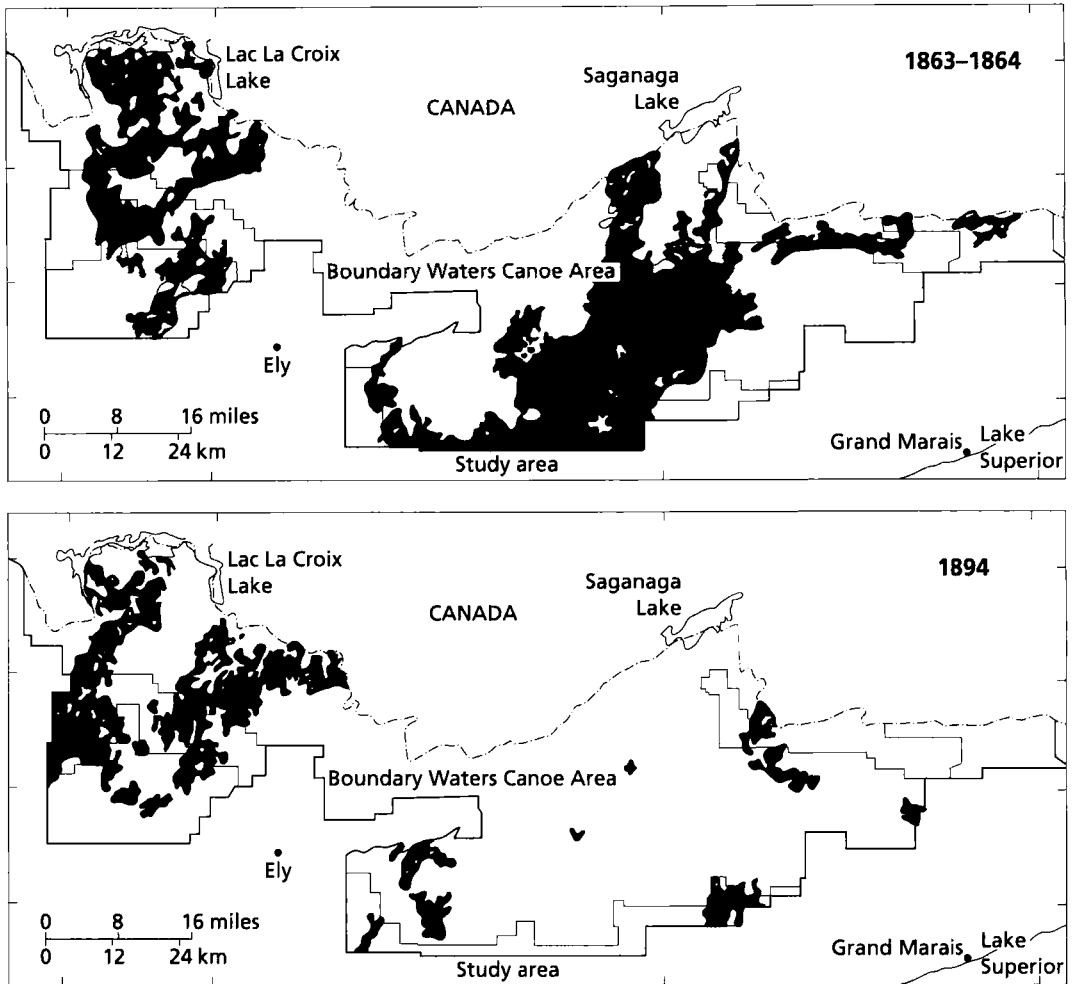 Lac La Croix
Lake
1863–1864
Saganaga
Lake
CANADA
Boundary Waters Canoe Area
Ely
0 8 16 miles
0 12 24 km
Grand Marais
Lake
Superior
Study area
Lac La Croix
Lake
1894
Saganaga
Lake
CANADA
Boundary Waters Canoe Area
Ely
0 8 16 miles
0 12 24 km
Grand Marais
Lake
Superior
Study area